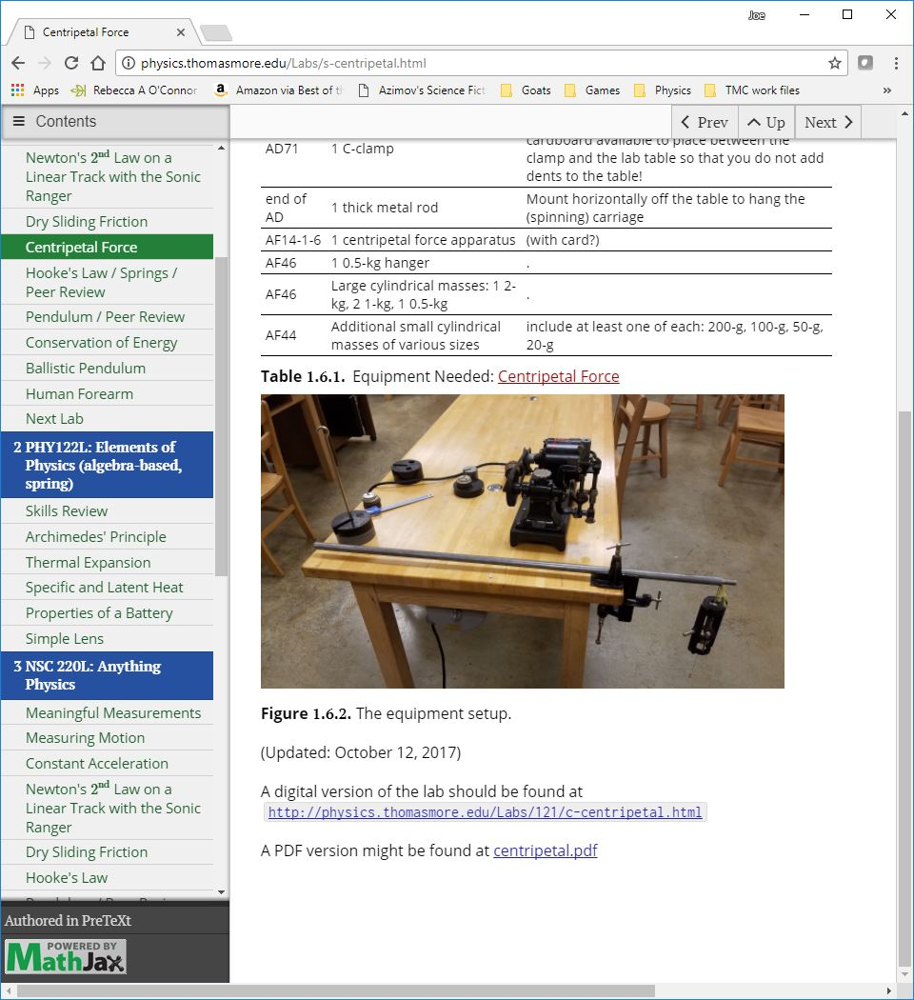 Joe
Centripetal Force
physics.thomasmore.edu/Labs/s-centripetal.html
Apps
Rebecca A O'Connor
Amazon via Best of th
Azimov's Science Fict
Goats
Games
Physics
TMC work files
»
Contents
Prev
Up
Next
Newton's 2nd Law on a
Linear Track with the Sonic
Ranger
Dry Sliding Friction
Centripetal Force
Hooke's Law / Springs /
Peer Review
Pendulum / Peer Review
Conservation of Energy
Ballistic Pendulum
Human Forearm
Next Lab
2 PHY122L: Elements of
Physics (algebra-based,
spring)
Skills Review
Archimedes' Principle
Thermal Expansion
Specific and Latent Heat
Properties of a Battery
Simple Lens
3 NSC 220L: Anything
Physics
Meaningful Measurements
Measuring Motion
Constant Acceleration
Newton's 2nd Law on a
Linear Track with the Sonic
Ranger
Dry Sliding Friction
Hooke's Law
Authored in PreTeXt
POWERED BY
MathJax
cardboard available to place between the
AD71 1 C-clamp clamp and the lab table so that you do not add
dents to the table!
end of
AD 1 thick metal rod Mount horizontally off the table to hang the
(spinning) carriage
AF14-1-6 1 centripetal force apparatus (with card?)
AF46 1 0.5-kg hanger .
AF46 Large cylindrical masses: 1 2-
kg, 2 1-kg, 1 0.5-kg .
AF44 Additional small cylindrical
masses of various sizes include at least one of each: 200-g, 100-g, 50-g,
20-g
Table 1.6.1. Equipment Needed: Centripetal Force
Figure 1.6.2. The equipment setup.
(Updated: October 12, 2017)
A digital version of the lab should be found at
http://physics.thomasmore.edu/Labs/121/c-centripetal.html
A PDF version might be found at centripetal.pdf